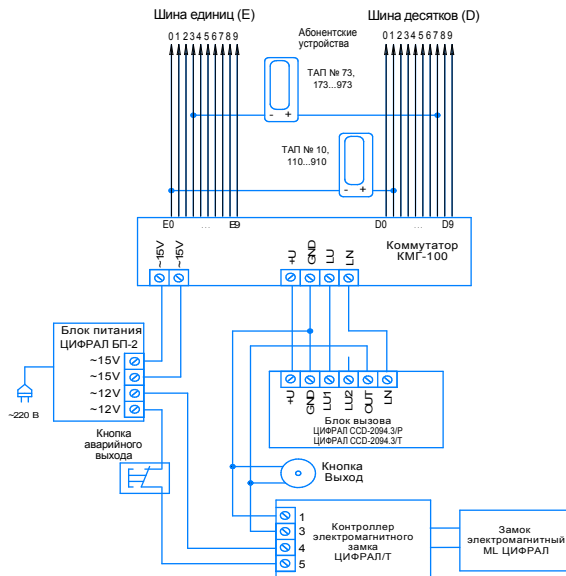 Шина единиц (E)
Шина десятков (D)
0123456789
Абонентские
устройства
0123456789
ТАП № 73,
173...973
- +
ТАП № 10,
110...910
- +
E0 ... E9
D0 ... D9
Коммутатор
КМГ-100
~15V
~15V
+U
GND
LU
LN
Блок питания
ЦИФРАЛ БП-2
~15V
~15V
~12V
~12V
~220 В
+U
GND
LU1
LU2
OUT
LN
Блок вызова
ЦИФРАЛ CCD-2094.3/P
ЦИФРАЛ CCD-2094.3/T
Кнопка
аварийного
выхода
Кнопка
Выход
1
3
4
5
Контроллер
электромагнитного
замка
ЦИФРАЛ/Т
Замок
электромагнитный
ML ЦИФРАЛ